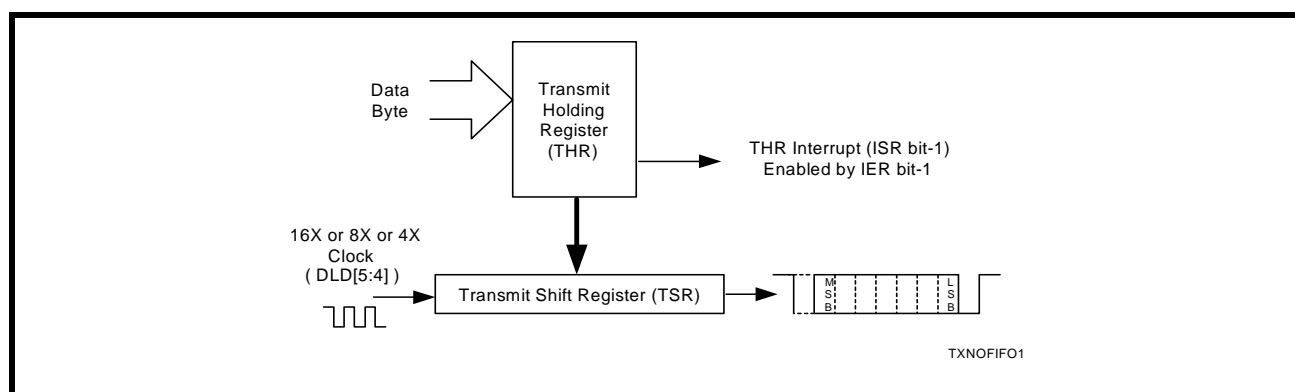 Data
Byte
Transmit
Holding
Register
(THR)
THR Interrupt (ISR bit-1)
Enabled by IER bit-1
16X or 8X or 4X
Clock
( DLD[5:4] )
Transmit Shift Register (TSR)
M
S
B
L
S
B
TXNOFIFO1